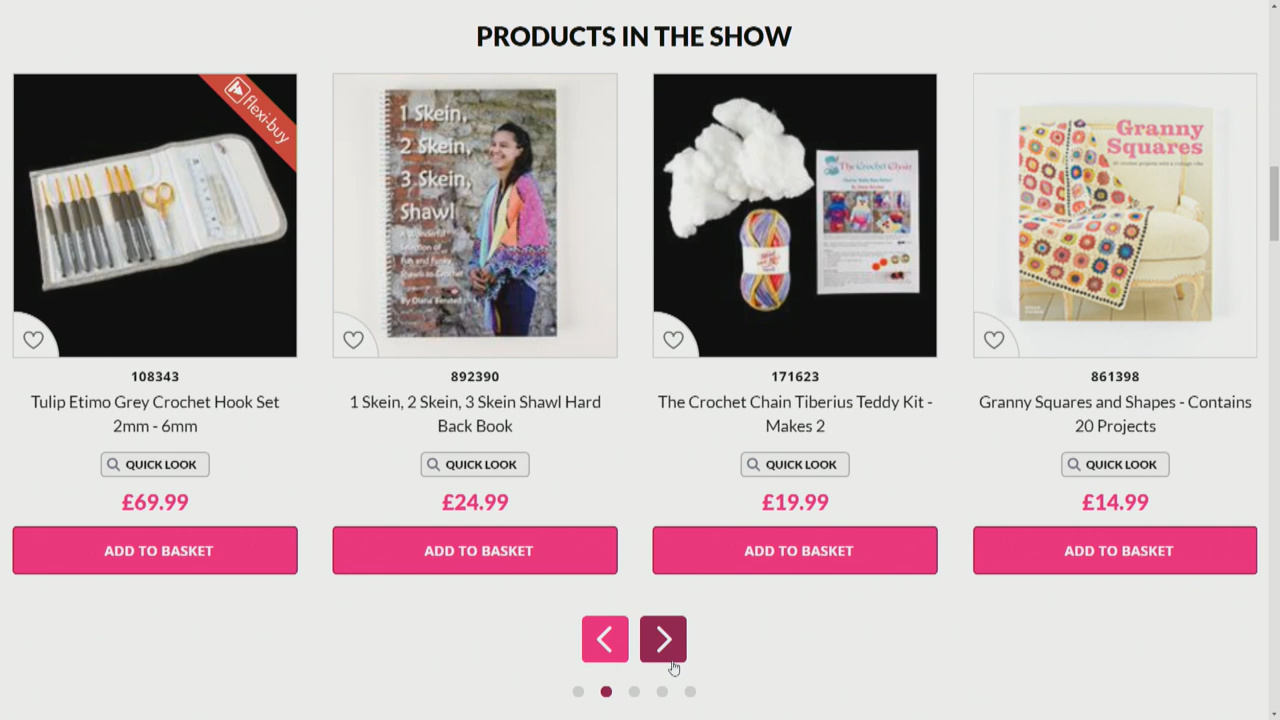 PRODUCTS IN THE SHOW
flexi-buy
1 Skein,
2 Skein,
3 Skein,
Shawl
A Wonderful
Selection of
Fun and Funky
Shawls to Crochet
The Crochet Chain
Granny
Squares
20 crochet projects with a vintage vibe
108343
892390
171623
861398
Tulip Etimo Grey Crochet Hook Set
2mm - 6mm
1 Skein, 2 Skein, 3 Skein Shawl Hard
Back Book
The Crochet Chain Tiberius Teddy Kit -
Makes 2
Granny Squares and Shapes - Contains
20 Projects
QUICK LOOK
QUICK LOOK
QUICK LOOK
QUICK LOOK
£69.99
£24.99
£19.99
£14.99
ADD TO BASKET
ADD TO BASKET
ADD TO BASKET
ADD TO BASKET